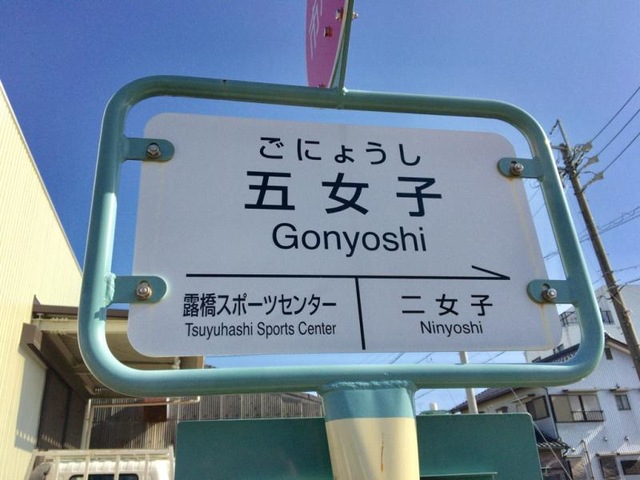 ごにょうし
五女子
Gonyoshi
露橋スポーツセンター
Tsuyuhashi Sports Center
二女子
Ninyoshi